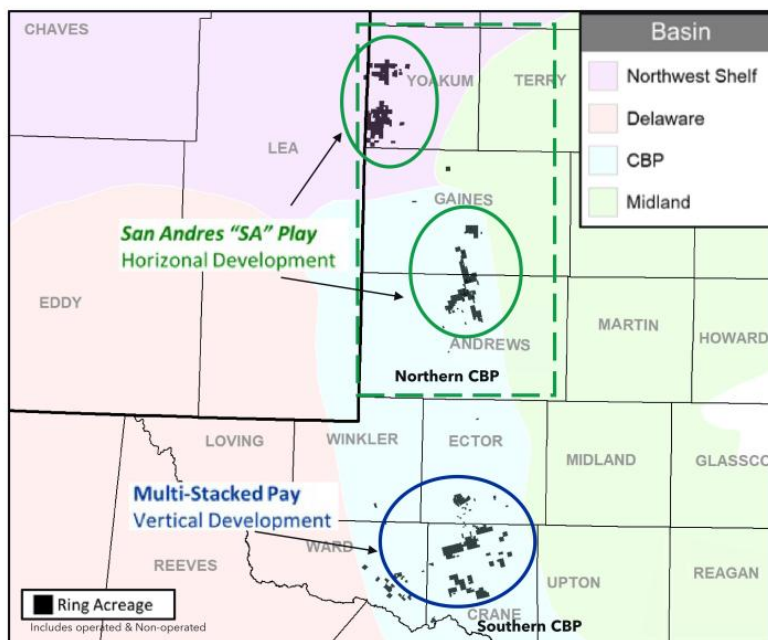 CHAVES
YOAKUM
TERRY
LEA
GAINES
San Andres "SA" Play
Horizonal Development
EDDY
MARTIN
HOWARD
ANDREWS
Northern CBP
LOVING
WINKLER
ECTOR
MIDLAND
GLASSCO
Multi-Stacked Pay
Vertical Development
WARD
REEVES
UPTON
REAGAN
CRANE
Southern CBP
Basin
Northwest Shelf
Delaware
CBP
Midland
Ring Acreage
Includes operated & Non-operated